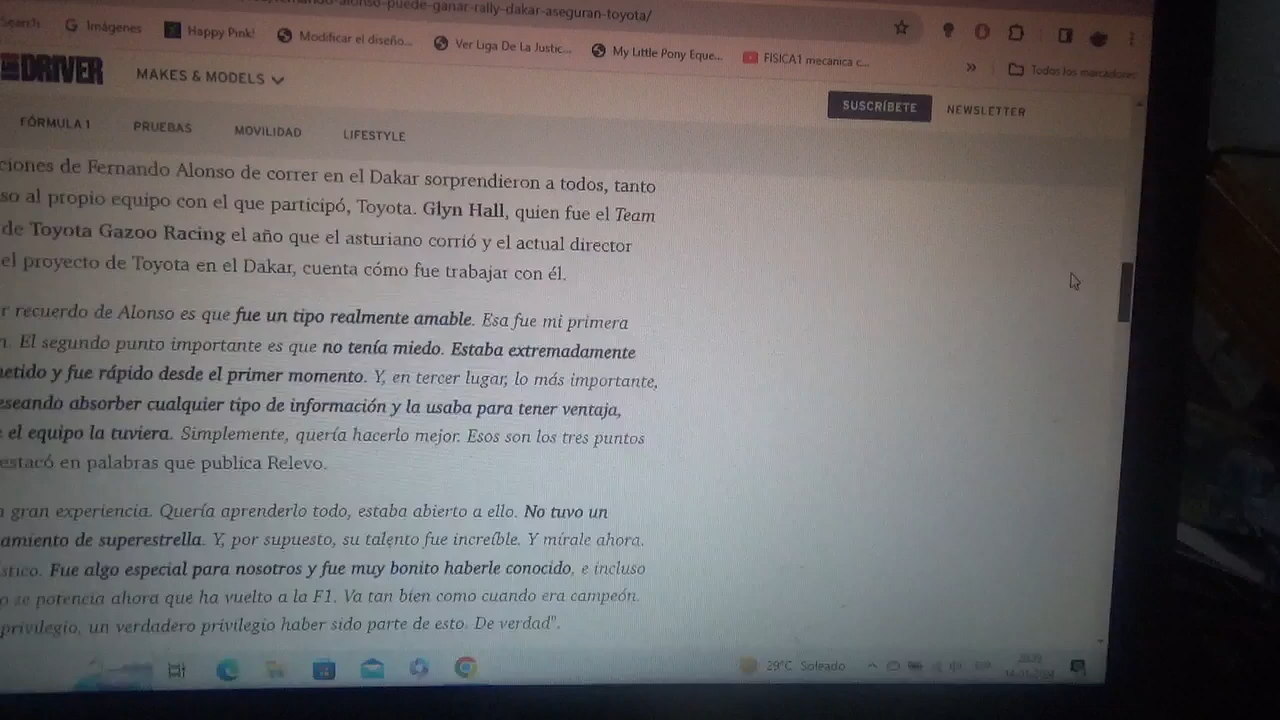 -alonso-puede-ganar-rally-dakar-aseguran-toyota/
Search
Imágenes
Happy Pink!
Modificar el diseño...
Ver Liga De La Justic...
My Little Pony Eque...
FISICA1 mecanica c...
»
Todos los marcadores
DRIVER
MAKES & MODELS
SUSCRÍBETE
NEWSLETTER
FÓRMULA 1
PRUEBAS
MOVILIDAD
LIFESTYLE
ciones de Fernando Alonso de correr en el Dakar sorprendieron a todos, tanto
so al propio equipo con el que participó, Toyota. Glyn Hall, quien fue el Team
de Toyota Gazoo Racing el año que el asturiano corrió y el actual director
el proyecto de Toyota en el Dakar, cuenta cómo fue trabajar con él.
r recuerdo de Alonso es que fue un tipo realmente amable. Esa fue mi primera
n. El segundo punto importante es que no tenía miedo. Estaba extremadamente
etido y fue rápido desde el primer momento. Y, en tercer lugar, lo más importante,
eseando absorber cualquier tipo de información y la usaba para tener ventaja,
e el equipo la tuviera. Simplemente, quería hacerlo mejor. Esos son los tres puntos
estacó en palabras que publica Relevo.
a gran experiencia. Quería aprenderlo todo, estaba abierto a ello. No tuvo un
amiento de superestrella. Y, por supuesto, su talento fue increíble. Y mírale ahora.
stico. Fue algo especial para nosotros y fue muy bonito haberle conocido, e incluso
o se potencia ahora que ha vuelto a la F1. Va tan bien como cuando era campeón.
privilegio, un verdadero privilegio haber sido parte de esto. De verdad".
29°C Soleado